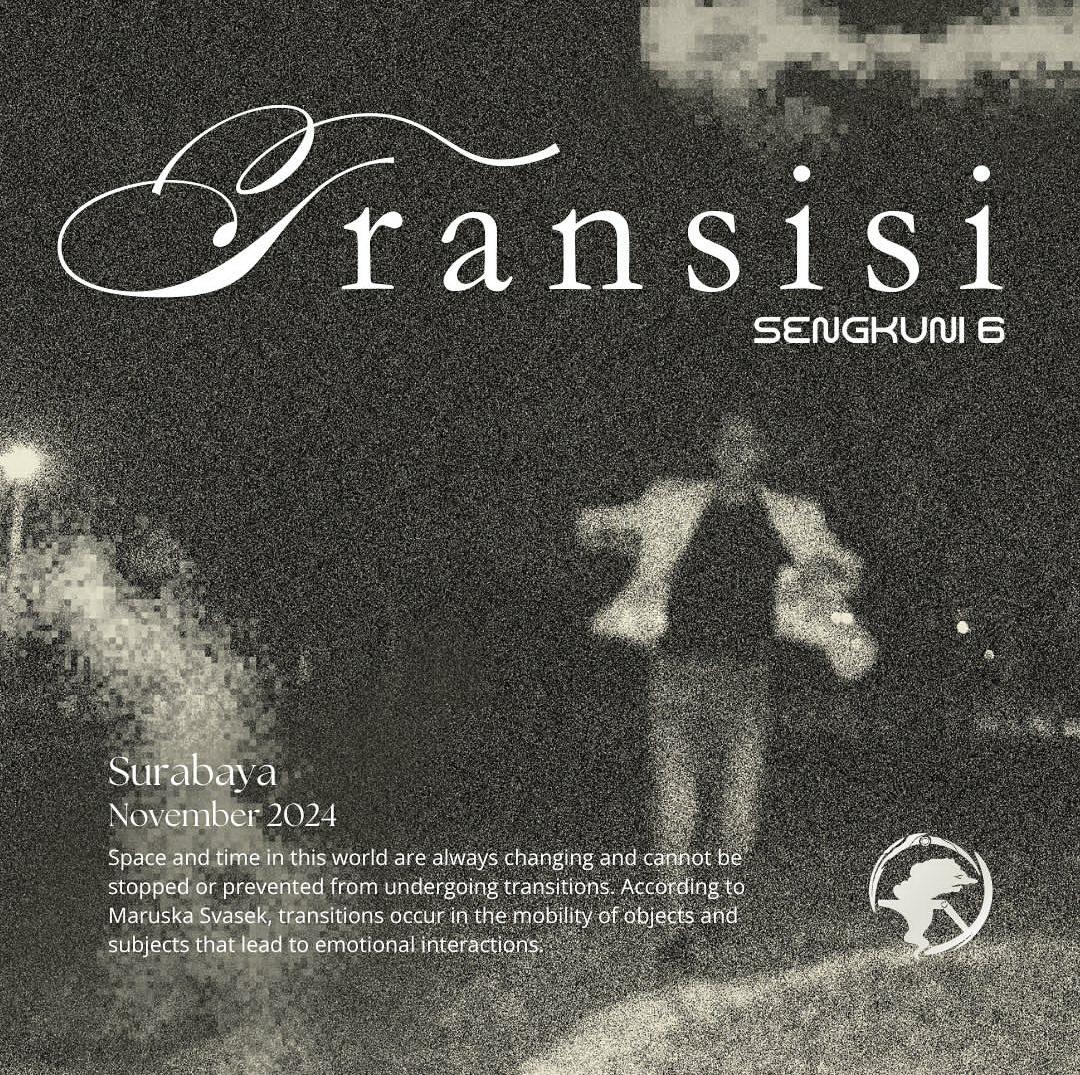 Transisi
SENGKUNI 6
Surabaya
November 2024
Space and time in this world are always changing and cannot be
stopped or prevented from undergoing transitions. According to
Maruska Svasek, transitions occur in the mobility of objects and
subjects that lead to emotional interactions.